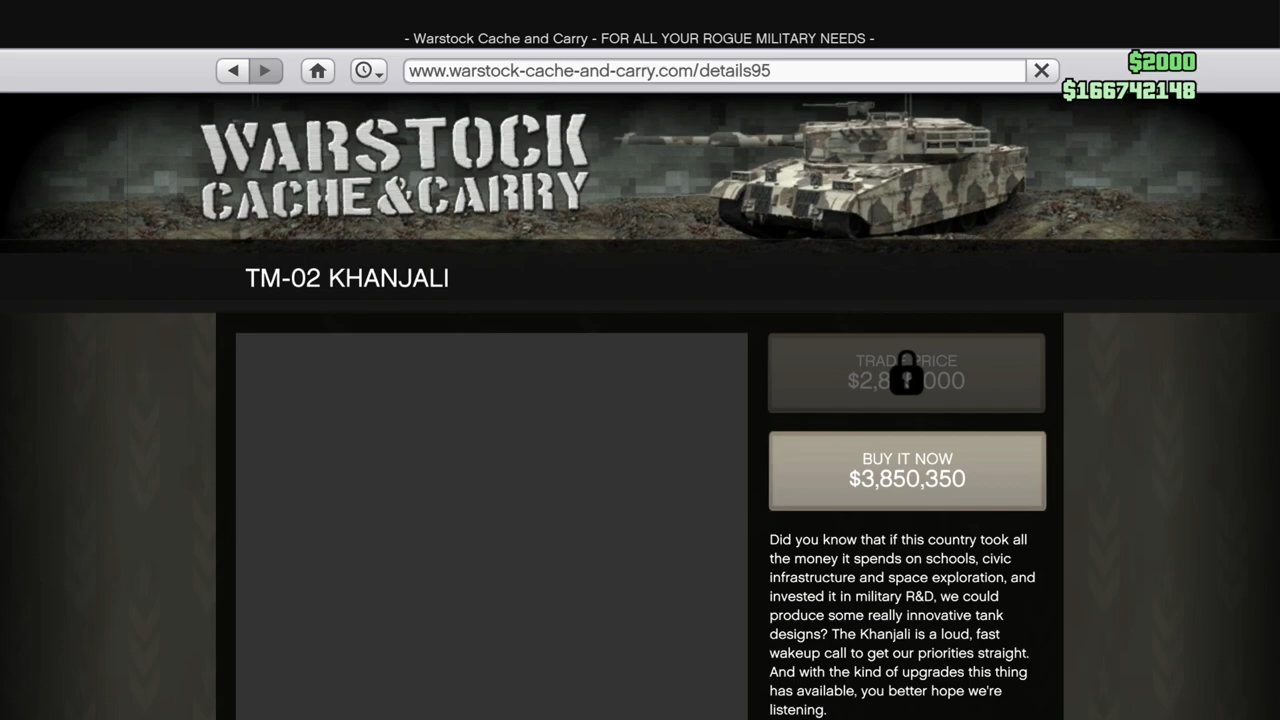 - Warstock Cache and Carry - FOR ALL YOUR ROGUE MILITARY NEEDS -
www.warstock-cache-and-carry.com/details95
$2000
$166742148
WARSTOCK
CACHE & CARRY
TM-02 KHANJALI
TRADE PRICE
BUY IT NOW
$3,850,350
Did you know that if this country took all
the money it spends on schools, civic
infrastructure and space exploration, and
invested it in military R&D, we could
produce some really innovative tank
designs? The Khanjali is a loud, fast
wakeup call to get our priorities straight.
And with the kind of upgrades this thing
has available, you better hope we're
listening.